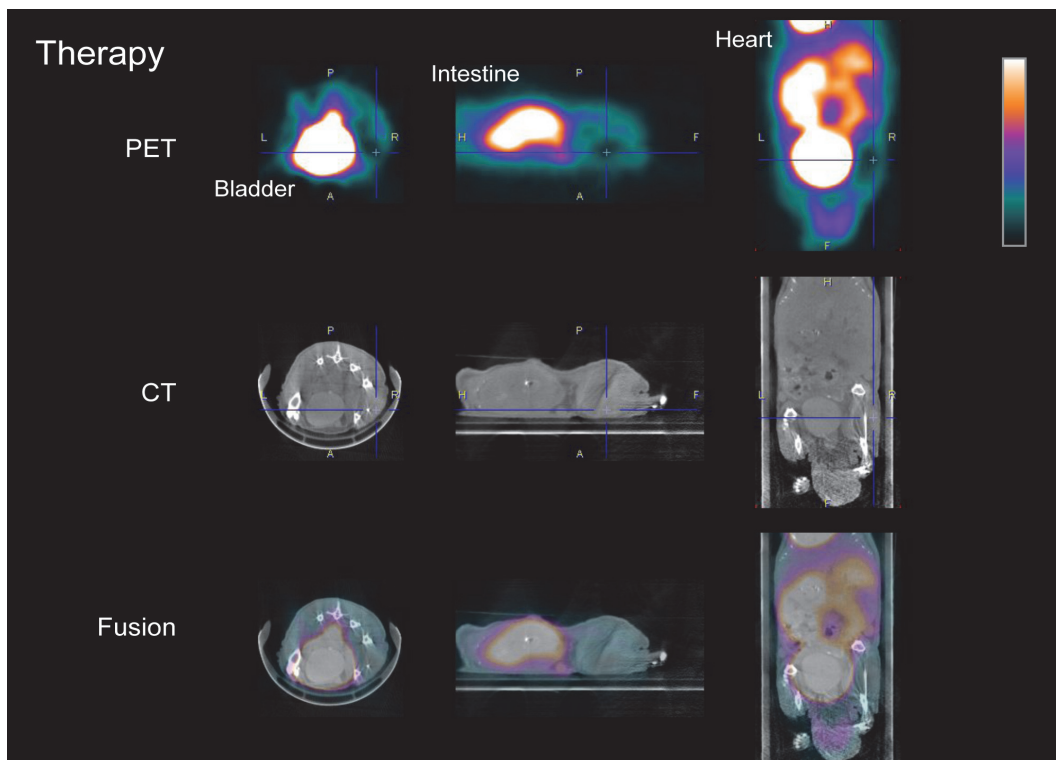 Therapy
Heart
Intestine
P
P
H
L
R
H
F
L
R
PET
Bladder
A
A
F
H
P
P
CT
L
R
H
F
L
R
A
A
F
Fusion